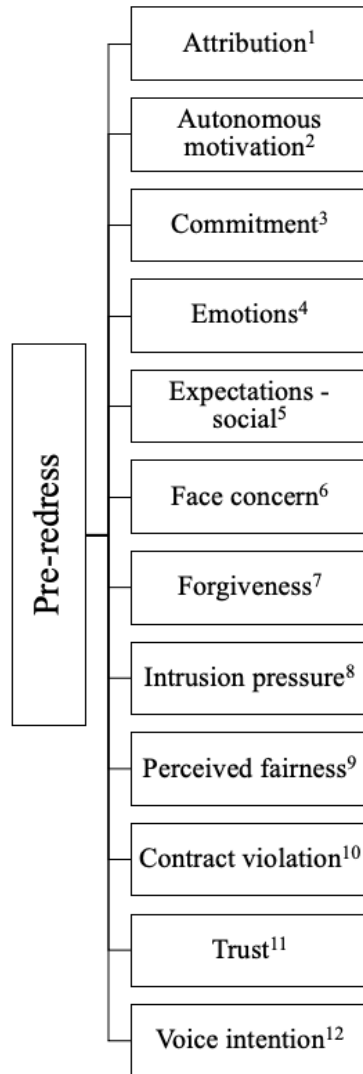 Attribution¹
Autonomous
motivation²
Commitment³
Emotions⁴
Expectations -
social⁵
Face concern⁶
Pre-redress
Forgiveness⁷
Intrusion pressure⁸
Perceived fairness⁹
Contract violation¹⁰
Trust¹¹
Voice intention¹²